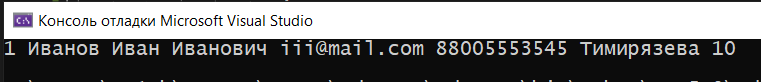 Консоль отладки Microsoft Visual Studio
1 Иванов Иван Иванович iii@mail.com 88005553545 Тимирязева 10